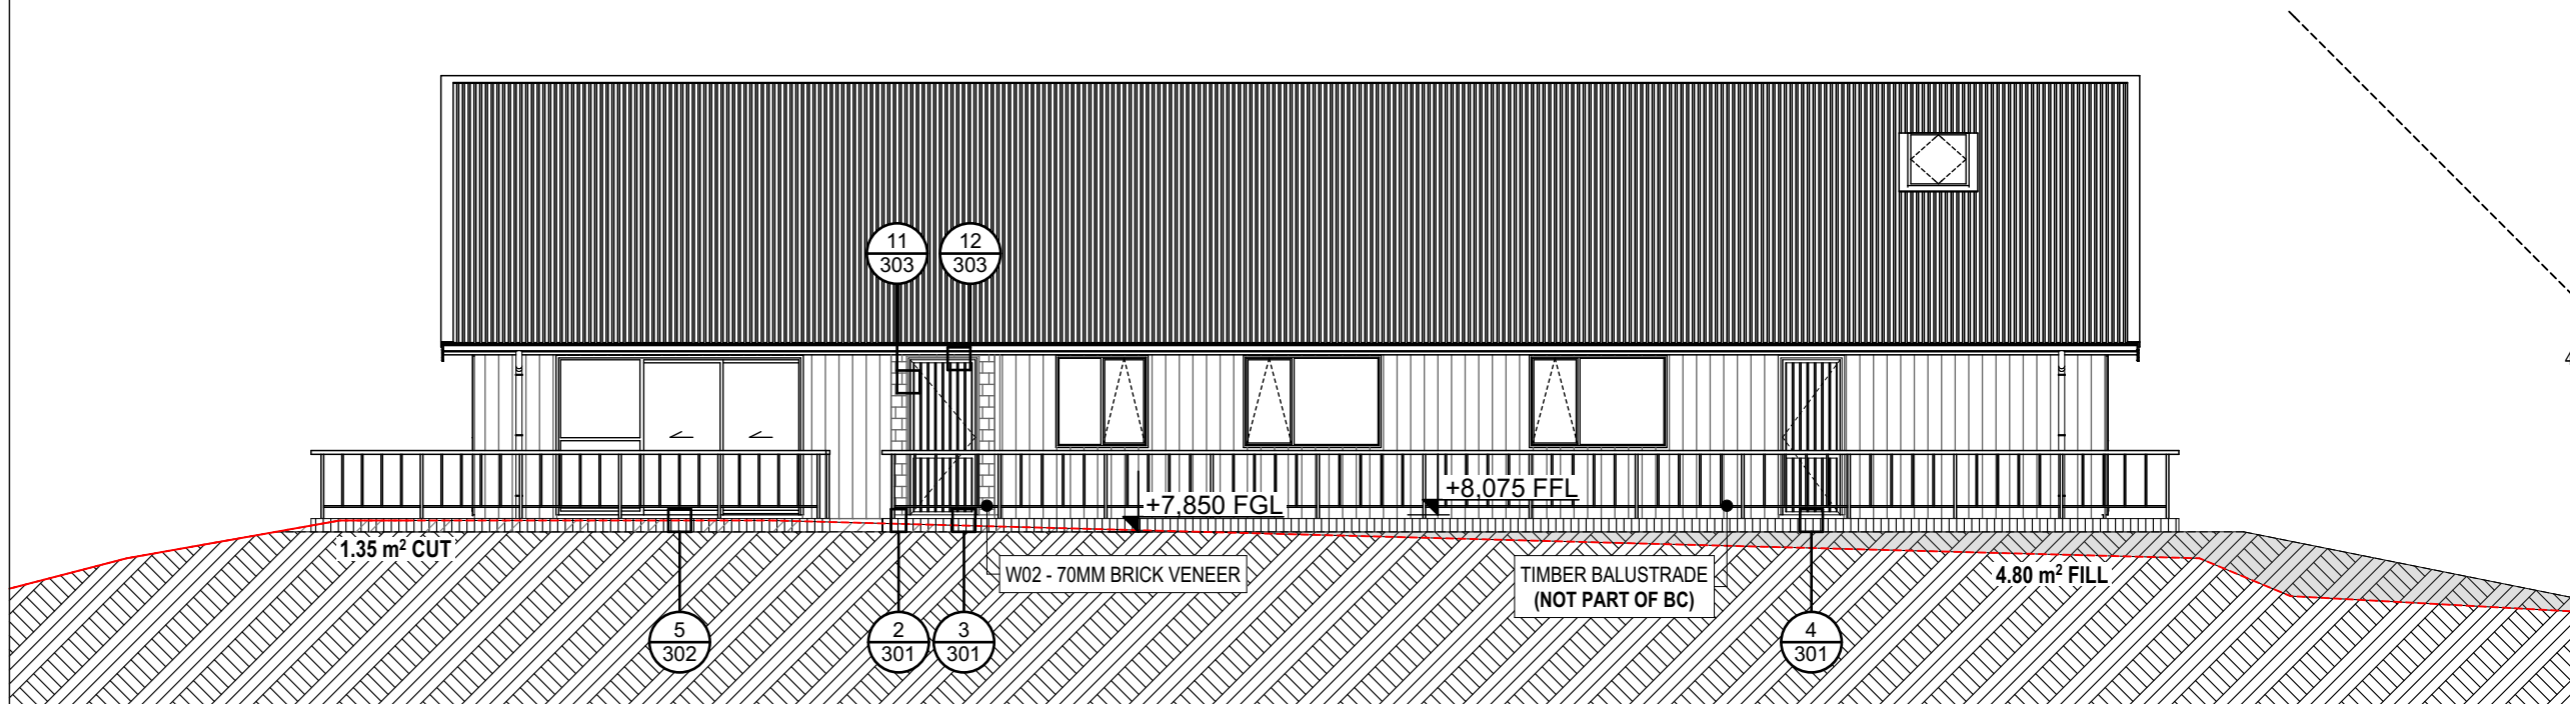 11
303
12
303
+7,850 FGL
+8,075 FFL
1.35 m² CUT
W02 - 70MM BRICK VENEER
TIMBER BALUSTRADE
(NOT PART OF BC)
4.80 m² FILL
5
302
2
301
3
301
4
301
4